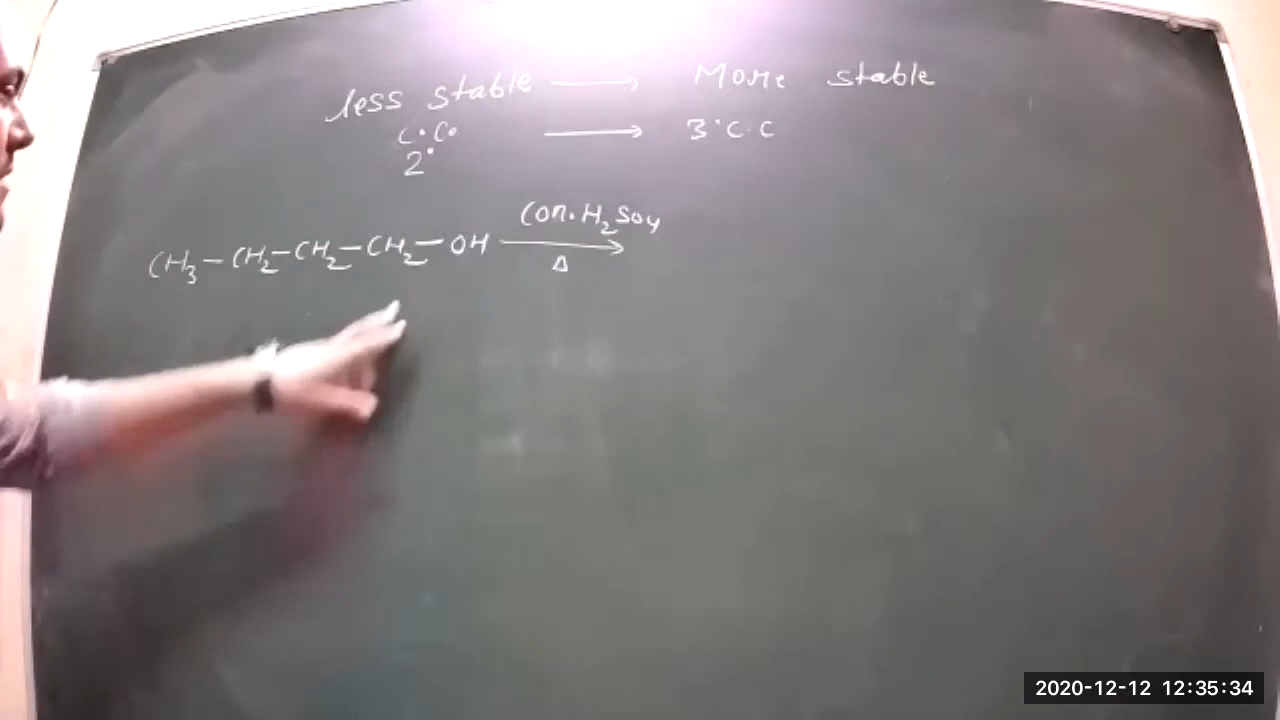 less stable → More stable
C•C•  → 3°C.C
2°
CH3-CH2-CH2-CH2-OH → Con.H2SO4
Δ
2020-12-12 12:35:34